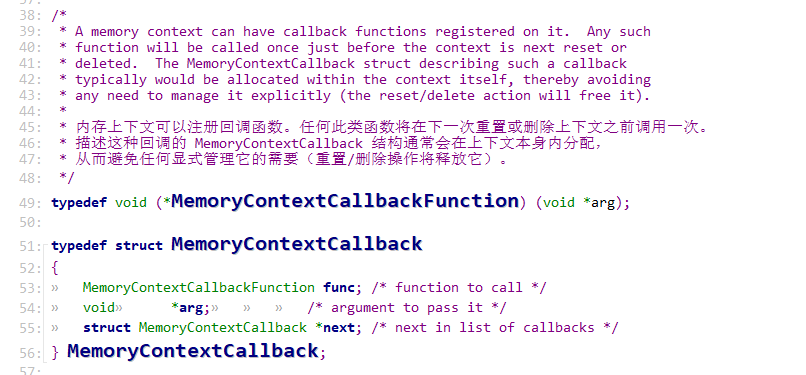 38: /*
39:  * A memory context can have callback functions registered on it.  Any such
40:  * function will be called once just before the context is next reset or
41:  * deleted.  The MemoryContextCallback struct describing such a callback
42:  * typically would be allocated within the context itself, thereby avoiding
43:  * any need to manage it explicitly (the reset/delete action will free it).
44:  *
45:  * 内存上下文可以注册回调函数。任何此类函数将在下一次重置或删除上下文之前调用一次。
46:  * 描述这种回调的 MemoryContextCallback 结构通常会在上下文本身内分配，
47:  * 从而避免任何显式管理它的需要（重置/删除操作将释放它）。
48:  */
49: typedef void (*MemoryContextCallbackFunction) (void *arg);
50:
51: typedef struct MemoryContextCallback
52: {
53: »   MemoryContextCallbackFunction func; /* function to call */
54: »   void»      *arg;»   »   »   /* argument to pass it */
55: »   struct MemoryContextCallback *next; /* next in list of callbacks */
56: } MemoryContextCallback;
57: